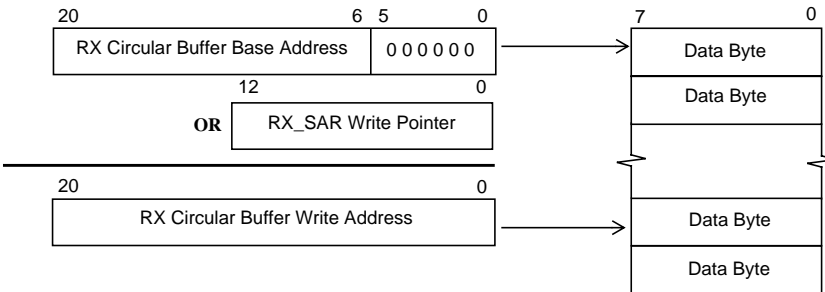 20 6 5 0 7 0
RX Circular Buffer Base Address 0 0 0 0 0 0 Data Byte
12 0
Data Byte
OR RX_SAR Write Pointer
20 0
RX Circular Buffer Write Address Data Byte
Data Byte